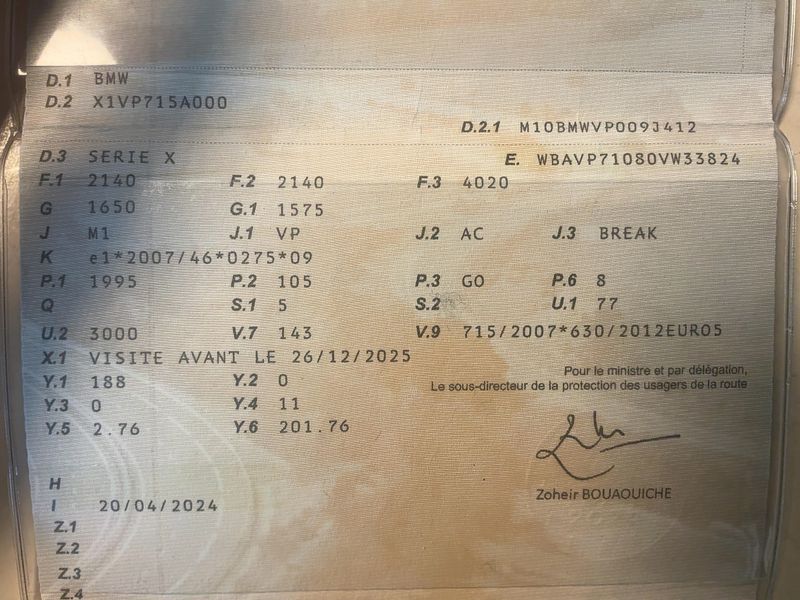 D.1 BMW
D.2 X1VP715A000
D.2.1 M10BMWVP009J412
D.3 SERIE X E. WBAVP71080VW33824
F.1 2140 F.2 2140 F.3 4020
G 1650 G.1 1575
J M1 J.1 VP J.2 AC J.3 BREAK
K e1*2007/46*0275*09
P.1 1995 P.2 105 P.3 GO P.6 8
Q S.1 5 S.2 U.1 77
U.2 3000 V.7 143 V.9 715/2007*630/2012EURO5
X.1 VISITE AVANT LE 26/12/2025
Pour le ministre et par délégation,
Le sous-directeur de la protection des usagers de la route
Y.1 188 Y.2 0
Y.3 0 Y.4 11
Y.5 2.76 Y.6 201.76
Zoheir BOUAOUICHE
H
I 20/04/2024
Z.1
Z.2
Z.3
Z.4